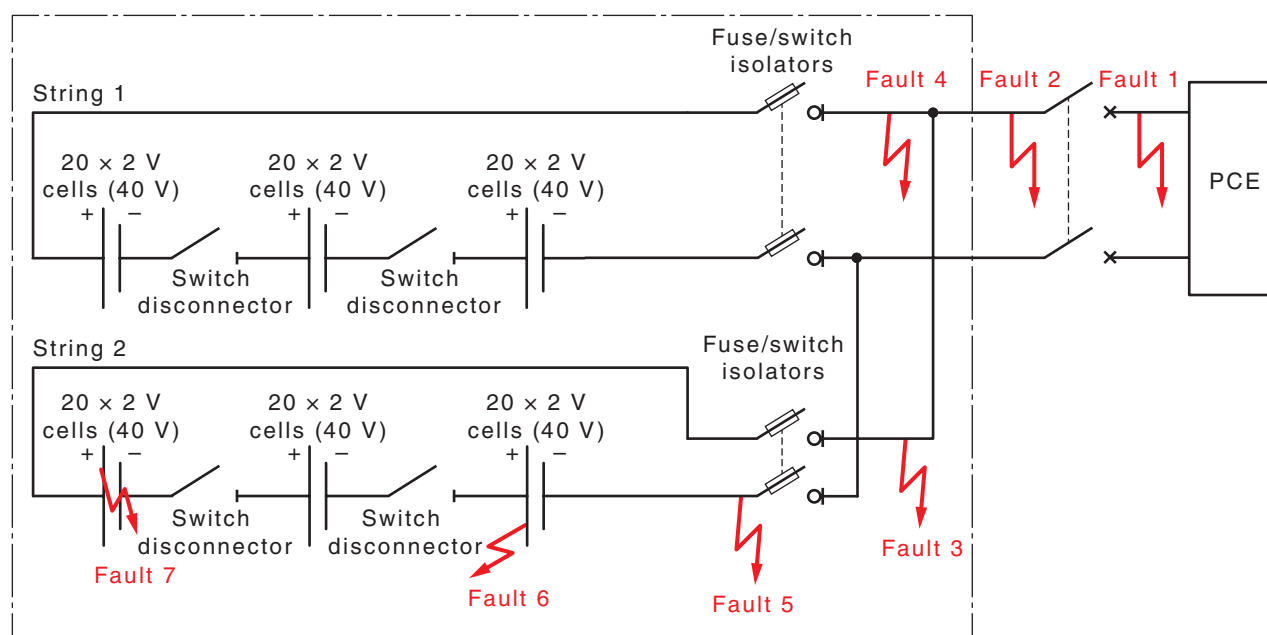 Fuse/switch
isolators
Fault 4
Fault 2
Fault 1
String 1
20 × 2 V
cells (40 V)
+ −
20 × 2 V
cells (40 V)
+ −
20 × 2 V
cells (40 V)
+ −
PCE
Switch
disconnector
Switch
disconnector
String 2
Fuse/switch
isolators
20 × 2 V
cells (40 V)
+ −
20 × 2 V
cells (40 V)
+ −
20 × 2 V
cells (40 V)
+ −
Switch
disconnector
Switch
disconnector
Fault 3
Fault 7
Fault 6
Fault 5